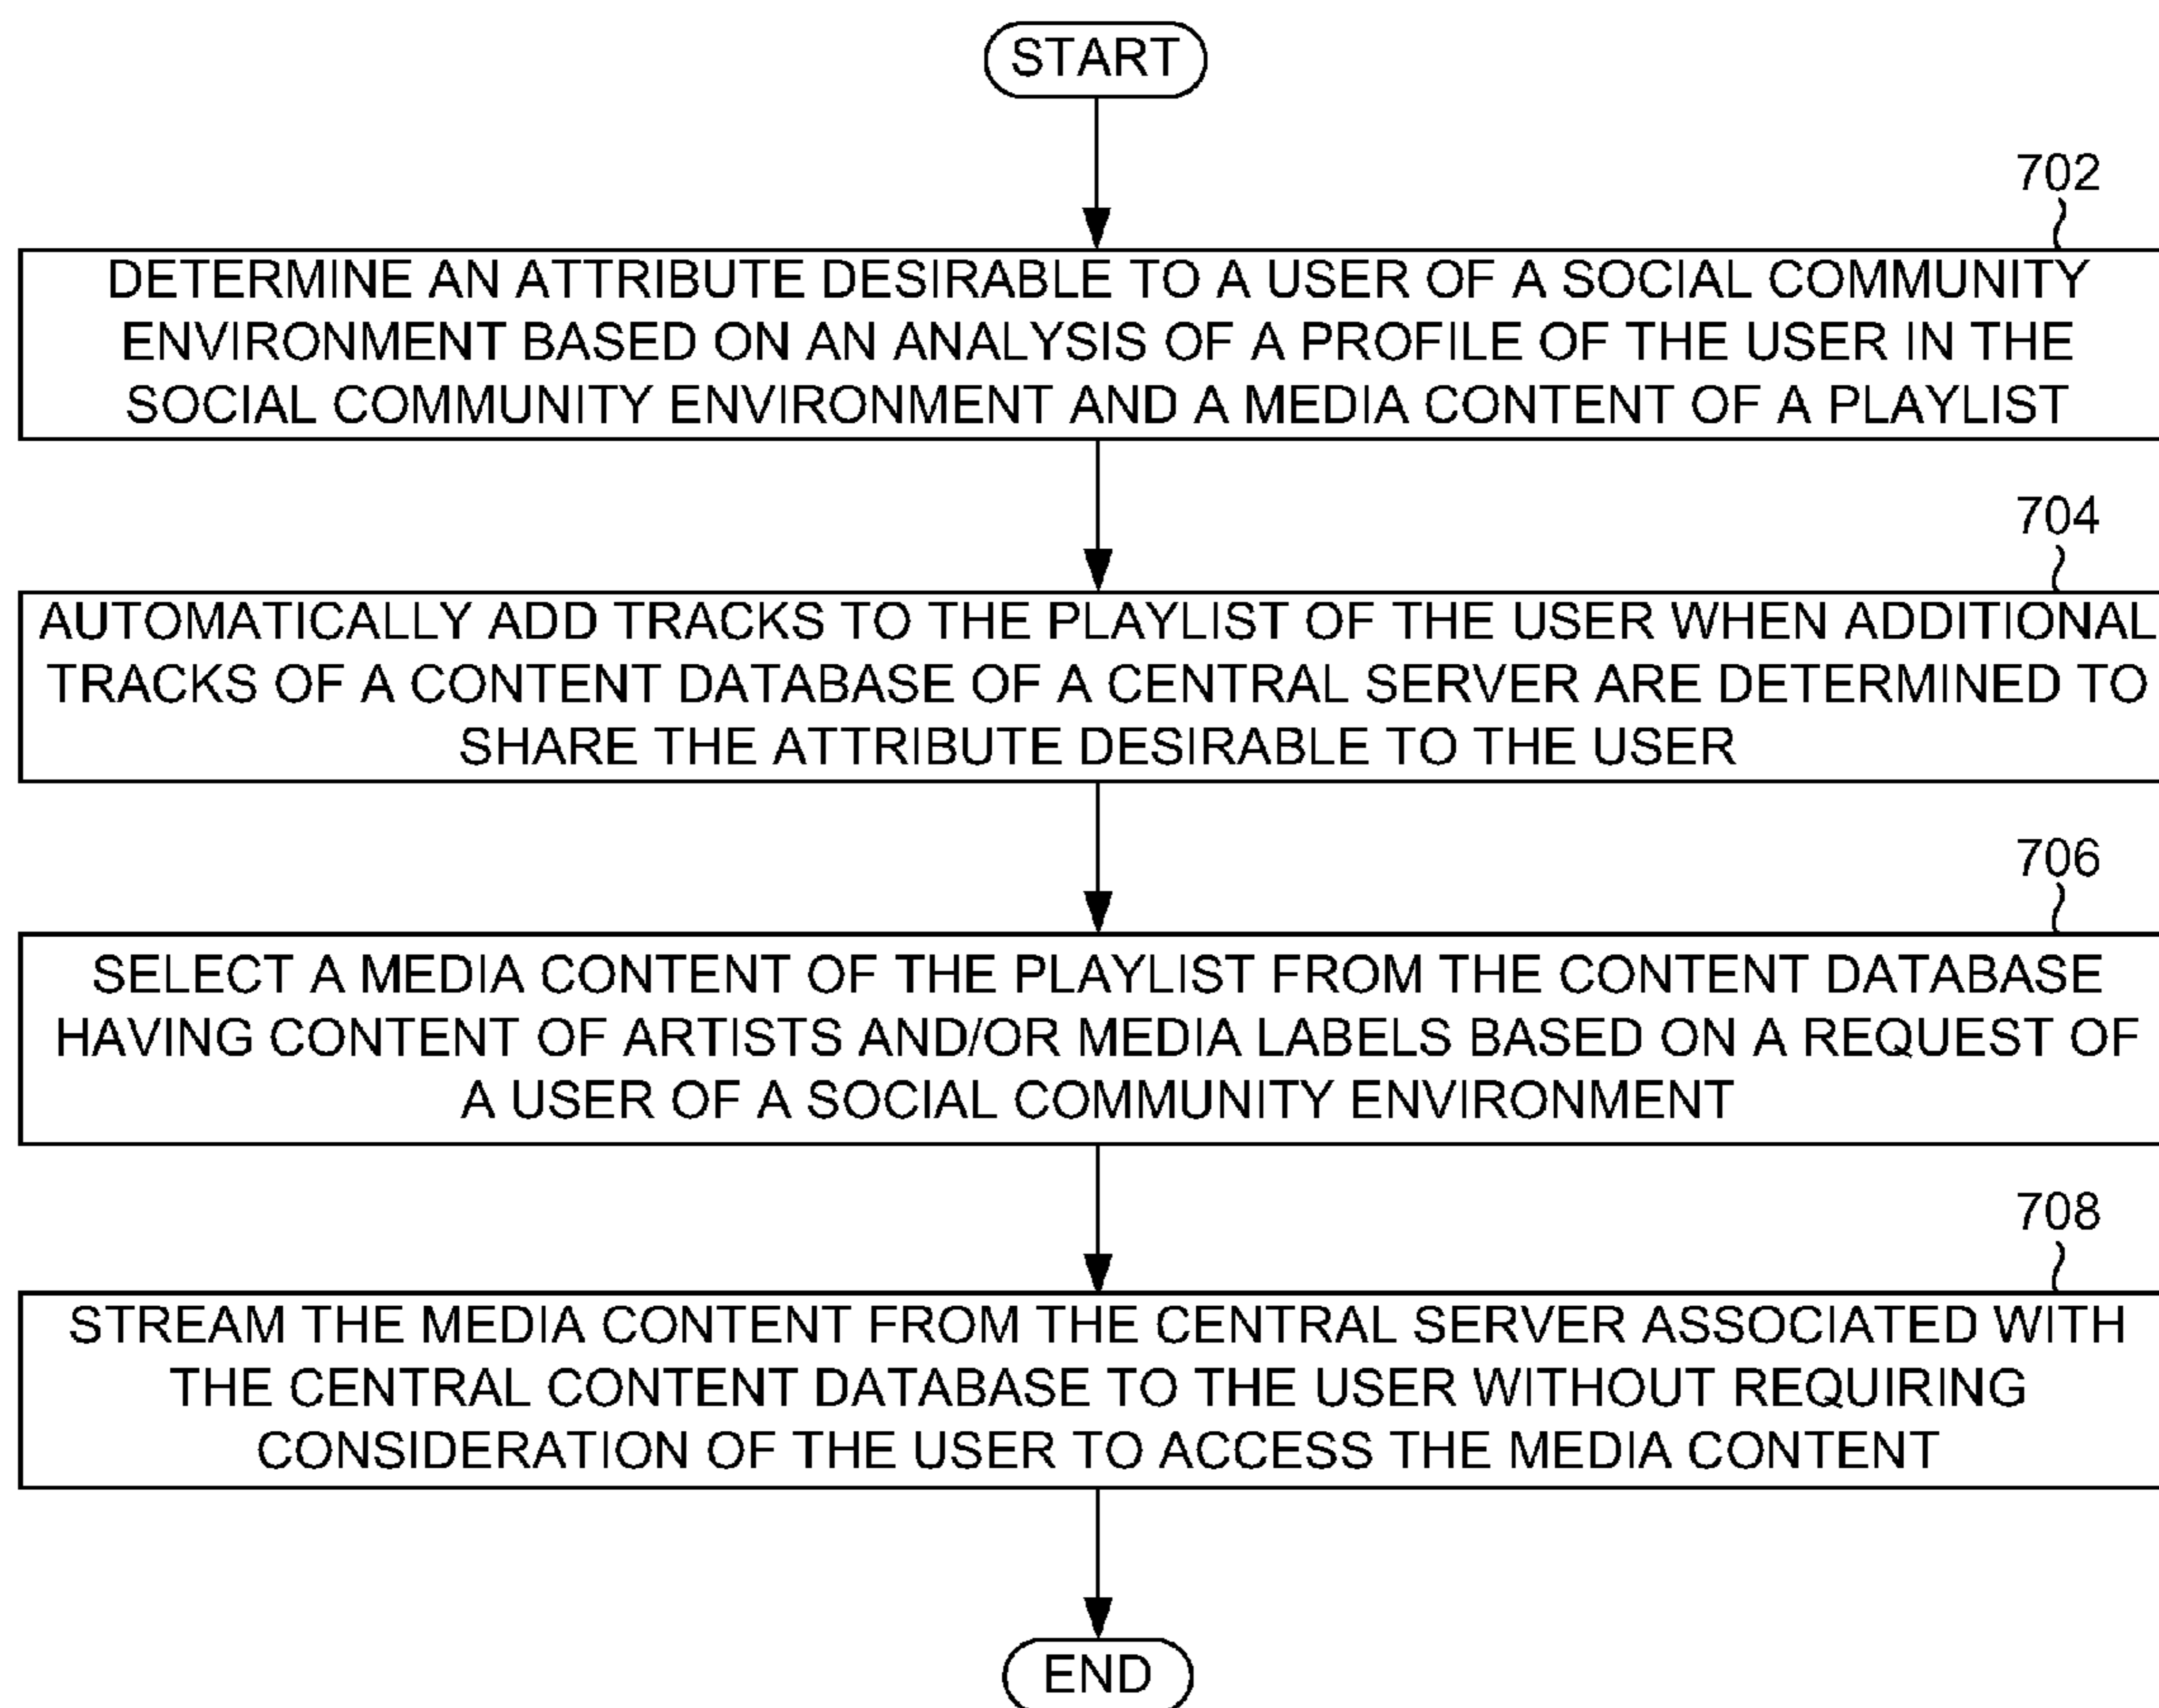 START
702
DETERMINE AN ATTRIBUTE DESIRABLE TO A USER OF A SOCIAL COMMUNITY
ENVIRONMENT BASED ON AN ANALYSIS OF A PROFILE OF THE USER IN THE
SOCIAL COMMUNITY ENVIRONMENT AND A MEDIA CONTENT OF A PLAYLIST
704
AUTOMATICALLY ADD TRACKS TO THE PLAYLIST OF THE USER WHEN ADDITIONAL
TRACKS OF A CONTENT DATABASE OF A CENTRAL SERVER ARE DETERMINED TO
SHARE THE ATTRIBUTE DESIRABLE TO THE USER
706
SELECT A MEDIA CONTENT OF THE PLAYLIST FROM THE CONTENT DATABASE
HAVING CONTENT OF ARTISTS AND/OR MEDIA LABELS BASED ON A REQUEST OF
A USER OF A SOCIAL COMMUNITY ENVIRONMENT
708
STREAM THE MEDIA CONTENT FROM THE CENTRAL SERVER ASSOCIATED WITH
THE CENTRAL CONTENT DATABASE TO THE USER WITHOUT REQUIRING
CONSIDERATION OF THE USER TO ACCESS THE MEDIA CONTENT
END